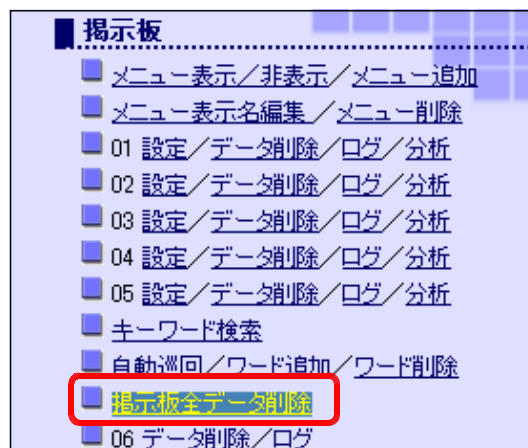 掲示板
メニュー表示／非表示／メニュー追加
メニュー表示名編集／メニュー削除
01 設定／データ削除／ログ／分析
02 設定／データ削除／ログ／分析
03 設定／データ削除／ログ／分析
04 設定／データ削除／ログ／分析
05 設定／データ削除／ログ／分析
キーワード検索
自動巡回／ワード追加／ワード削除
掲示板全データ削除
06 データ削除／ログ